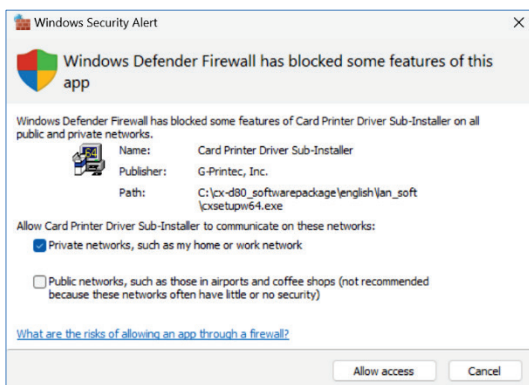 Windows Security Alert
Windows Defender Firewall has blocked some features of this
app
Windows Defender Firewall has blocked some features of Card Printer Driver Sub-Installer on all
public and private networks.
Name: Card Printer Driver Sub-Installer
Publisher: G-Printec, Inc.
Path: C:\cx-d80_softwarepackage\english\lan_soft
\cxsetupw64.exe
Allow Card Printer Driver Sub-Installer to communicate on these networks:
Private networks, such as my home or work network
Public networks, such as those in airports and coffee shops (not recommended
because these networks often have little or no security)
What are the risks of allowing an app through a firewall?
Allow access Cancel